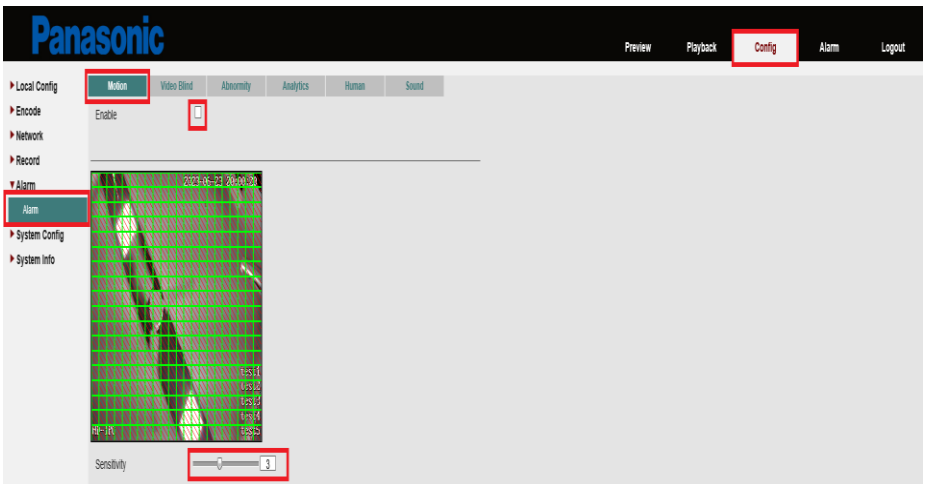 Panasonic
Preview Playback Config Alarm Logout
Local Config
Encode
Network
Record
Alarm
Alarm
System Config
System Info
Motion Video Blind Abnormity Analytics Human Sound
Enable
2023-06-23 20:00:20
test1
test2
test3
test4
test5
Sensitivity 3